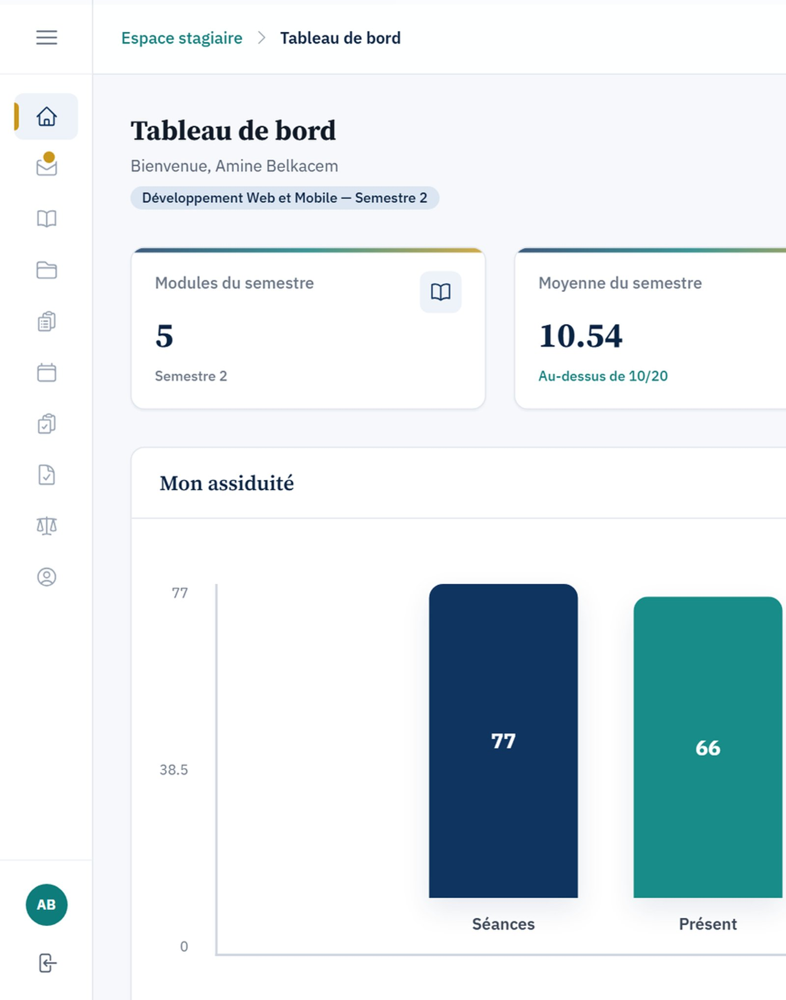 Espace stagiaire > Tableau de bord
Tableau de bord
Bienvenue, Amine Belkacem
Développement Web et Mobile — Semestre 2
Modules du semestre
5
Semestre 2
Moyenne du semestre
10.54
Au-dessus de 10/20
Mon assiduité
77
38.5
0
77
66
Séances
Présent
AB